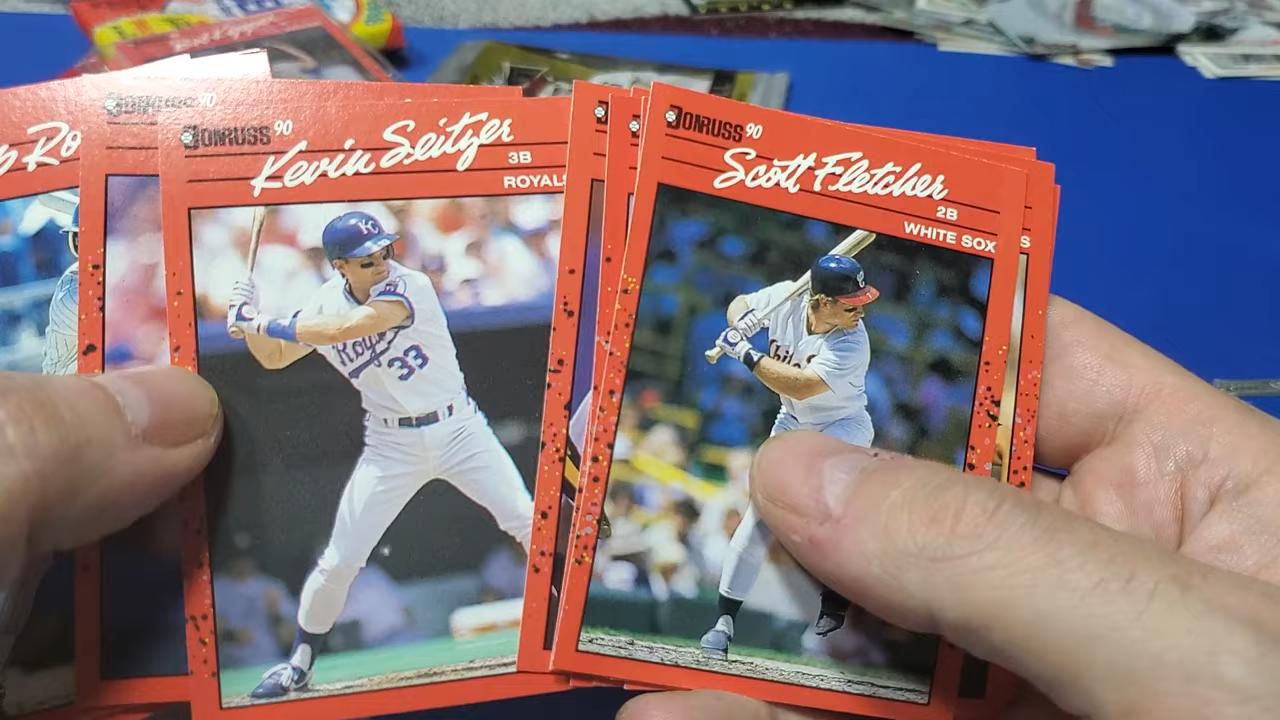 DONRUSS 90
DONRUSS 90
Kevin Seitzer
3B
ROYALS
Royals
33
KC
DONRUSS 90
Scott Fletcher
2B
WHITE SOX
S